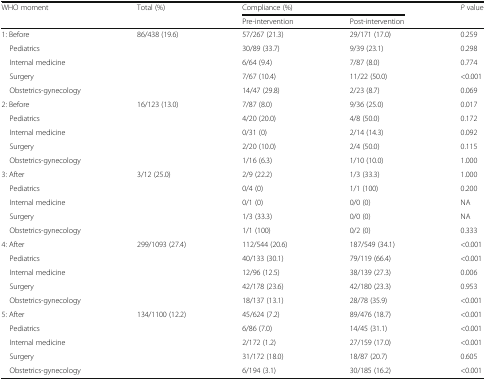 WHO moment Total (%) Compliance (%) P value
Pre-intervention Post-intervention
1: Before 86/438 (19.6) 57/267 (21.3) 29/171 (17.0) 0.259
Pediatrics 30/89 (33.7) 9/39 (23.1) 0.298
Internal medicine 6/64 (9.4) 7/87 (8.0) 0.774
Surgery 7/67 (10.4) 11/22 (50.0) <0.001
Obstetrics-gynecology 14/47 (29.8) 2/23 (8.7) 0.069
2: Before 16/123 (13.0) 7/87 (8.0) 9/36 (25.0) 0.017
Pediatrics 4/20 (20.0) 4/8 (50.0) 0.172
Internal medicine 0/31 (0) 2/14 (14.3) 0.092
Surgery 2/20 (10.0) 2/4 (50.0) 0.115
Obstetrics-gynecology 1/16 (6.3) 1/10 (10.0) 1.000
3: After 3/12 (25.0) 2/9 (22.2) 1/3 (33.3) 1.000
Pediatrics 0/4 (0) 1/1 (100) 0.200
Internal medicine 0/1 (0) 0/0 (0) NA
Surgery 1/3 (33.3) 0/0 (0) NA
Obstetrics-gynecology 1/1 (100) 0/2 (0) 0.333
4: After 299/1093 (27.4) 112/544 (20.6) 187/549 (34.1) <0.001
Pediatrics 40/133 (30.1) 79/119 (66.4) <0.001
Internal medicine 12/96 (12.5) 38/139 (27.3) 0.006
Surgery 42/178 (23.6) 42/180 (23.3) 0.953
Obstetrics-gynecology 18/137 (13.1) 28/78 (35.9) <0.001
5: After 134/1100 (12.2) 45/624 (7.2) 89/476 (18.7) <0.001
Pediatrics 6/86 (7.0) 14/45 (31.1) <0.001
Internal medicine 2/172 (1.2) 27/159 (17.0) <0.001
Surgery 31/172 (18.0) 18/87 (20.7) 0.605
Obstetrics-gynecology 6/194 (3.1) 30/185 (16.2) <0.001